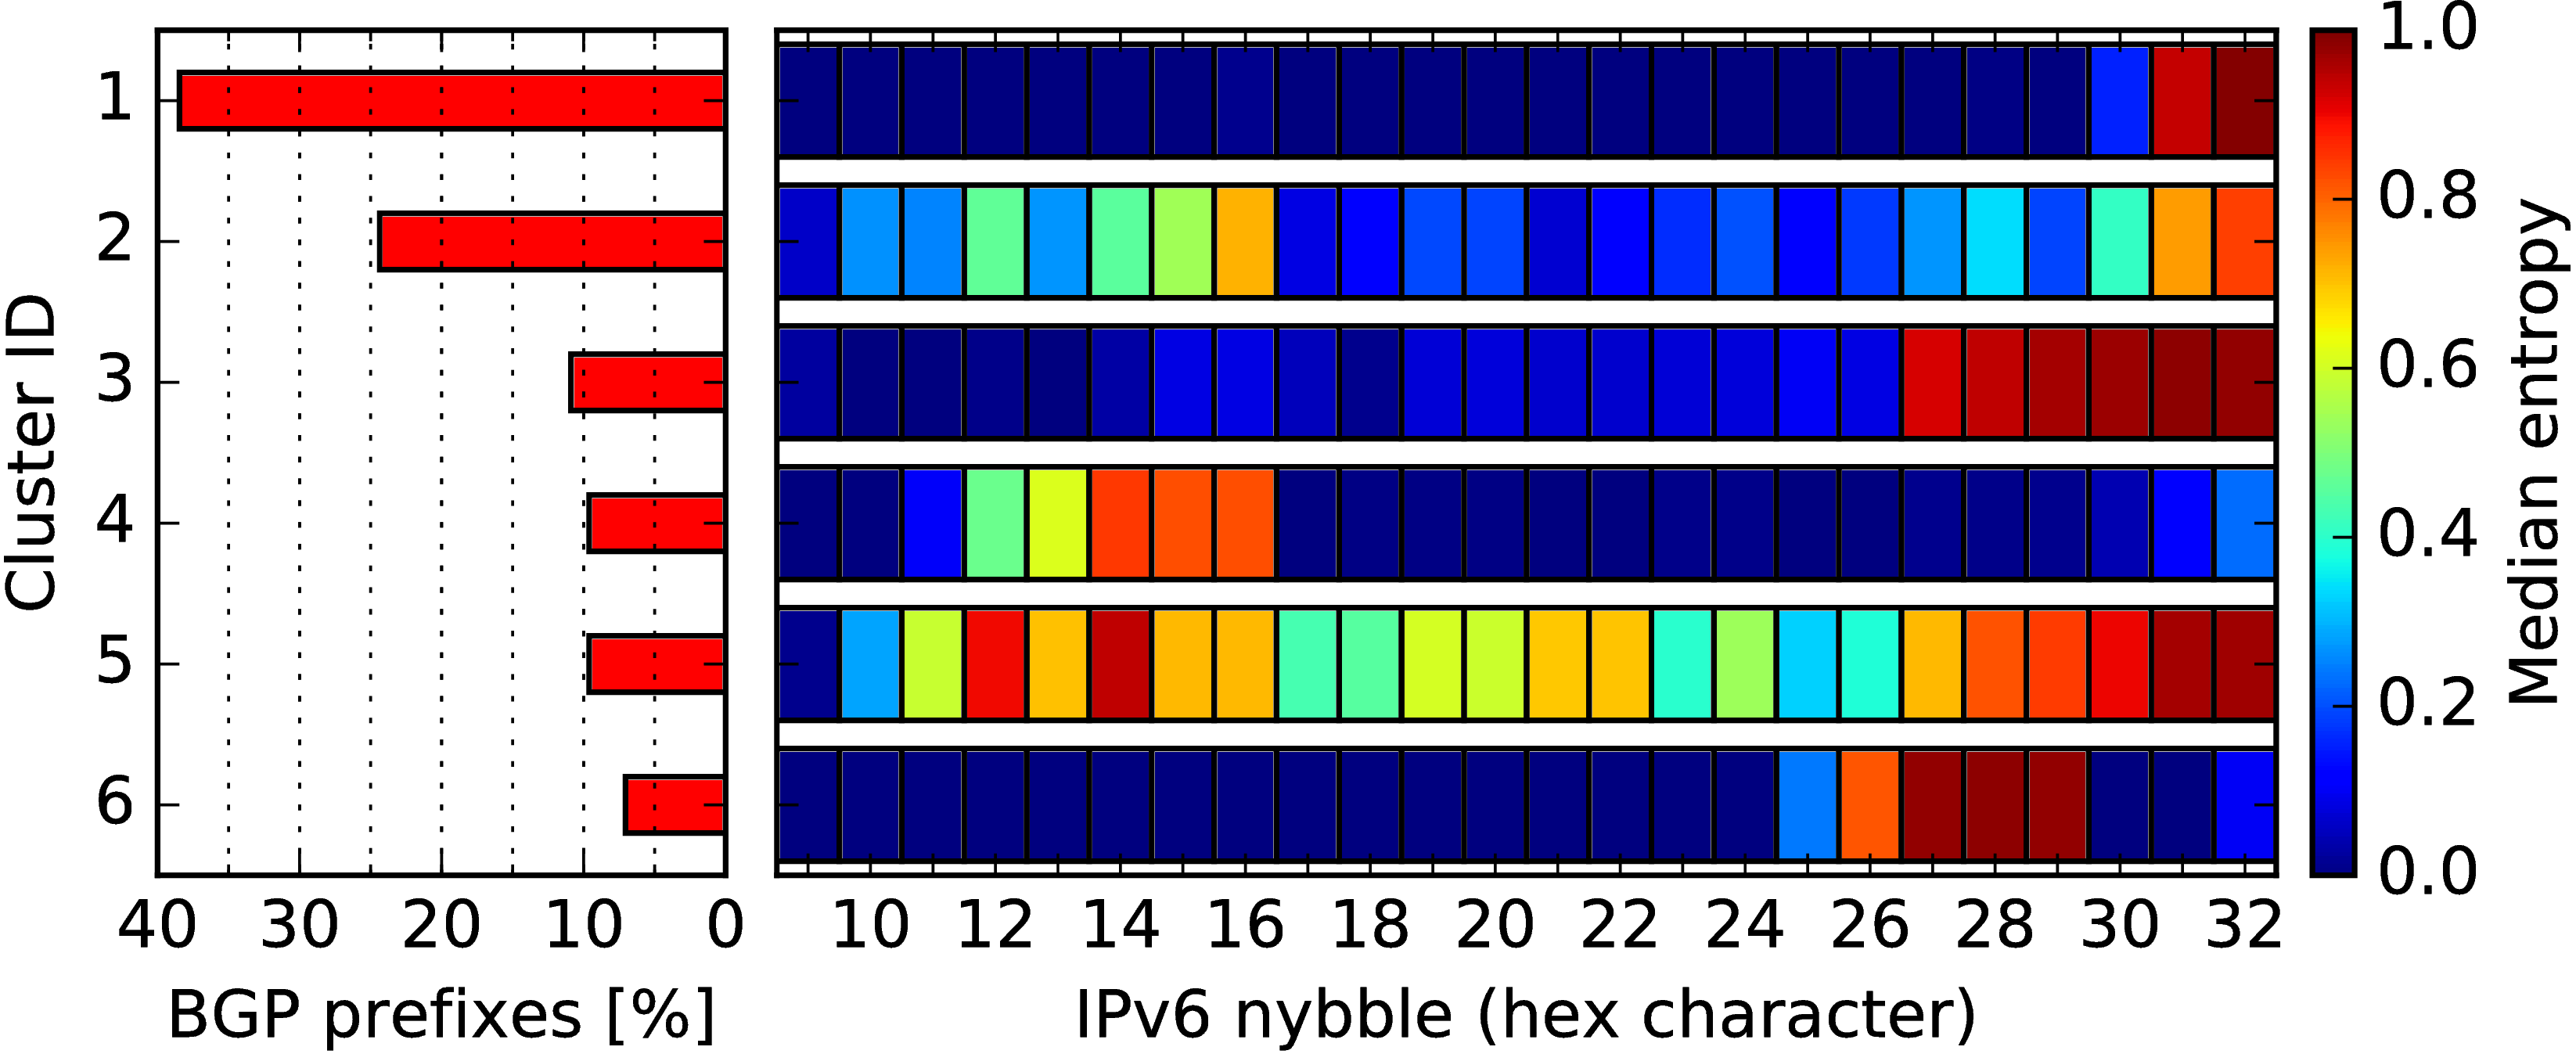 Cluster ID
1
2
3
4
5
6
40 30 20 10 0
BGP prefixes [%]
10 12 14 16 18 20 22 24 26 28 30 32
IPv6 nybble (hex character)
1.0
0.8
0.6
0.4
0.2
0.0
Median entropy